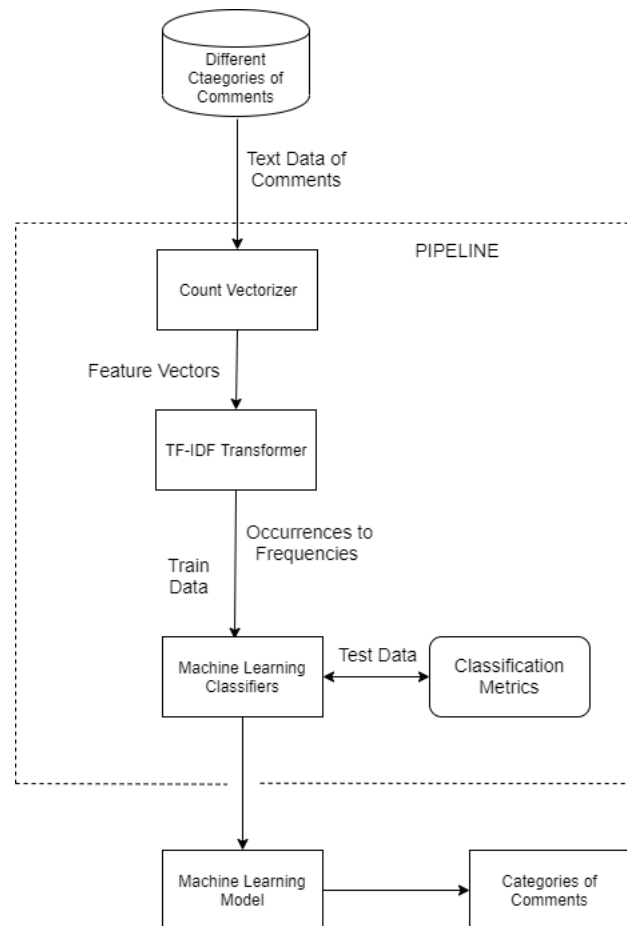 Different
Ctaegories of
Comments
Text Data of
Comments
PIPELINE
Count Vectorizer
Feature Vectors
TF-IDF Transformer
Occurrences to
Frequencies
Train
Data
Machine Learning
Classifiers
Test Data
Classification
Metrics
Machine Learning
Model
Categories of
Comments